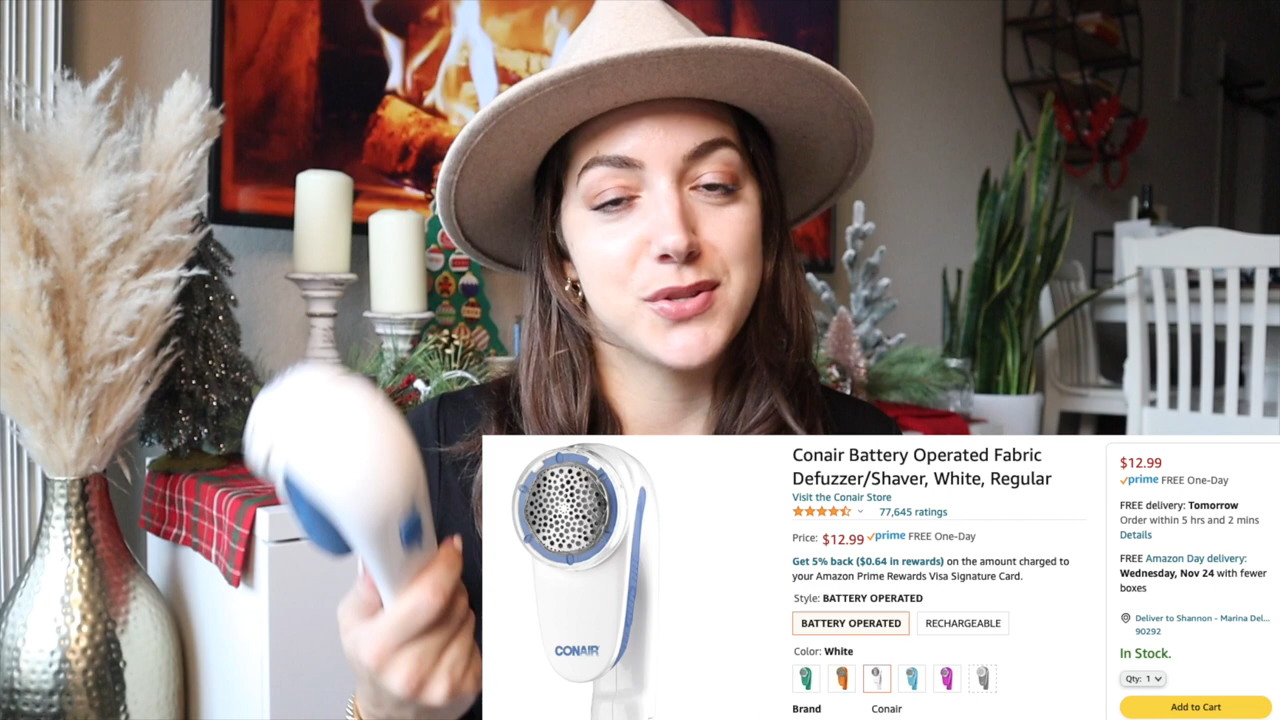 Conair Battery Operated Fabric
Defuzzer/Shaver, White, Regular
Visit the Conair Store
77,645 ratings
Price: $12.99 prime FREE One-Day
Get 5% back ($0.64 in rewards) on the amount charged to
your Amazon Prime Rewards Visa Signature Card.
Style: BATTERY OPERATED
BATTERY OPERATED RECHARGEABLE
Color: White
Brand Conair
CONAIR
$12.99
prime FREE One-Day
FREE delivery: Tomorrow
Order within 5 hrs and 2 mins
Details
FREE Amazon Day delivery:
Wednesday, Nov 24 with fewer
boxes
Deliver to Shannon - Marina Del...
90292
In Stock.
Qty: 1
Add to Cart